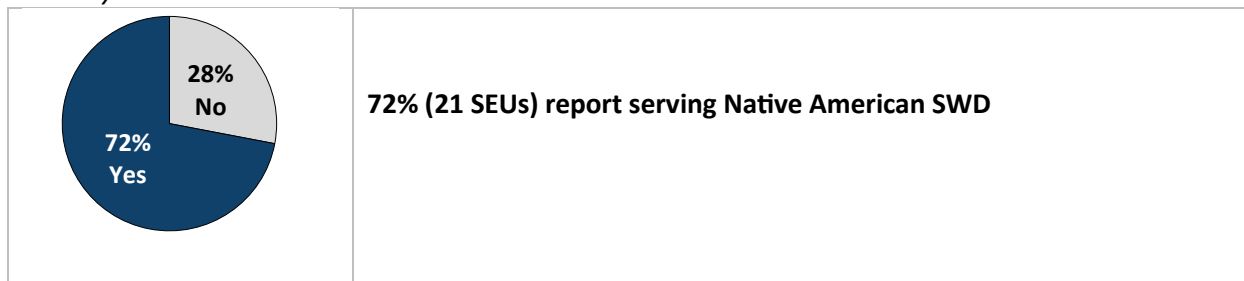 28%
No
72%
Yes
72% (21 SEUs) report serving Native American SWD